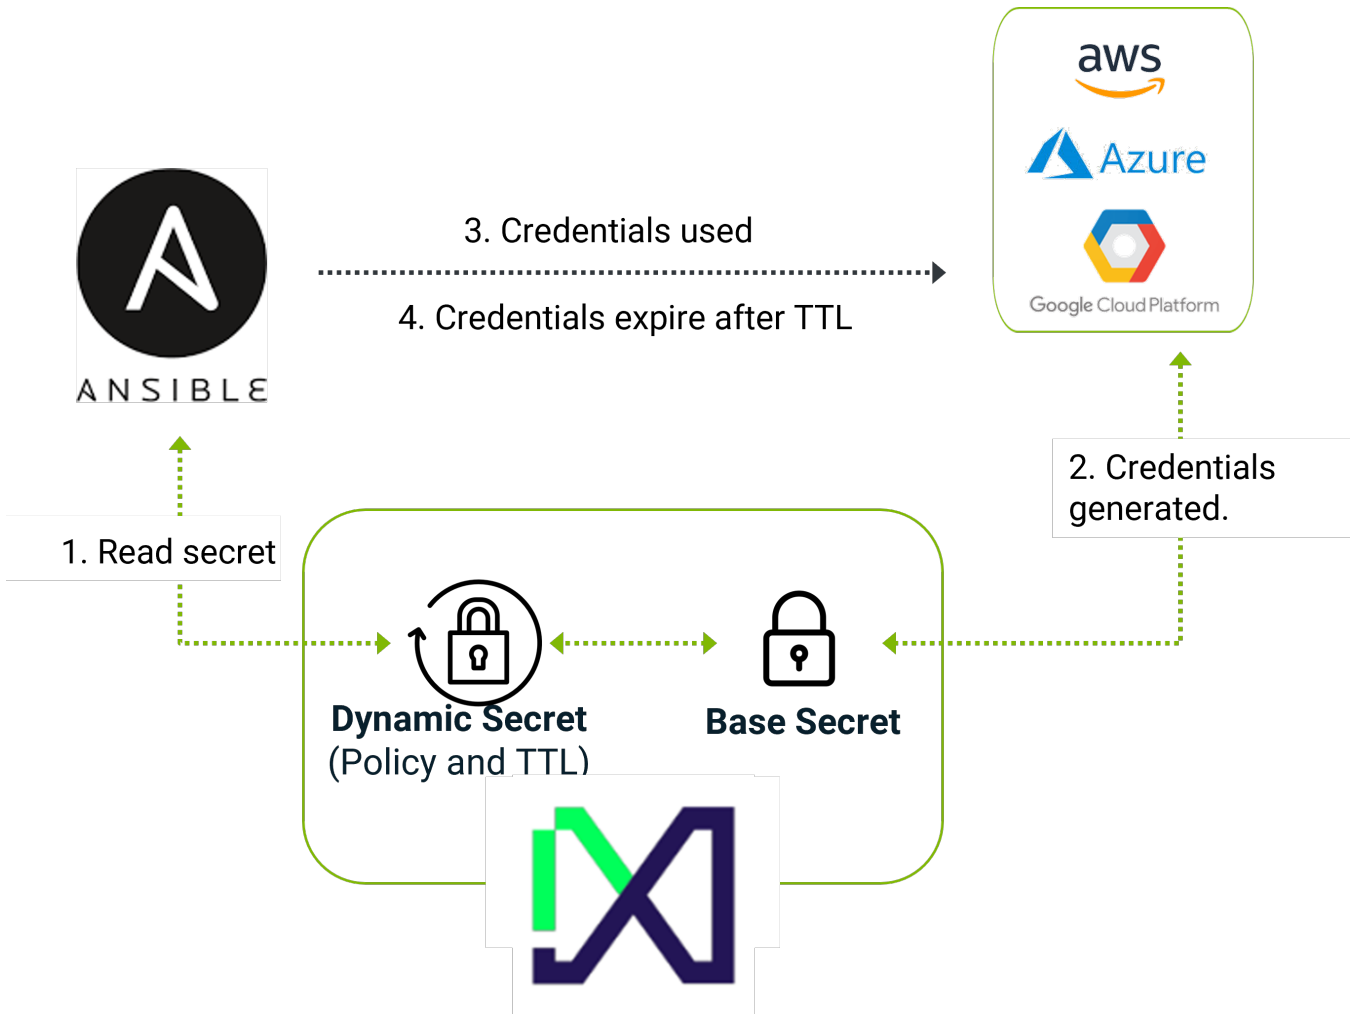 aws
Azure
Google Cloud Platform
ANSIBLE
3. Credentials used
4. Credentials expire after TTL
1. Read secret
2. Credentials
generated.
Dynamic Secret
(Policy and TTL)
Base Secret